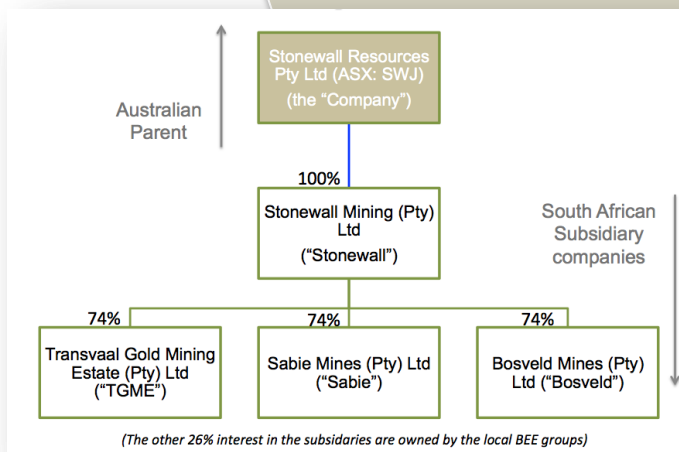 Stonewall Resources
Pty Ltd (ASX: SWJ)
(the “Company”)
Australian
Parent
100%
Stonewall Mining (Pty)
Ltd
(“Stonewall”)
South African
Subsidiary
companies
74%
74%
74%
Transvaal Gold Mining
Estate (Pty) Ltd
(“TGME”)
Sabie Mines (Pty) Ltd
(“Sabie”)
Bosveld Mines (Pty)
Ltd (“Bosveld”)
(The other 26% interest in the subsidaries are owned by the local BEE groups)